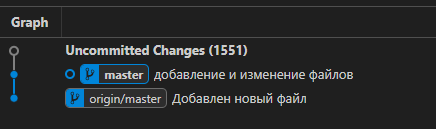 Graph
Uncommitted Changes (1551)
master добавление и изменение файлов
origin/master Добавлен новый файл